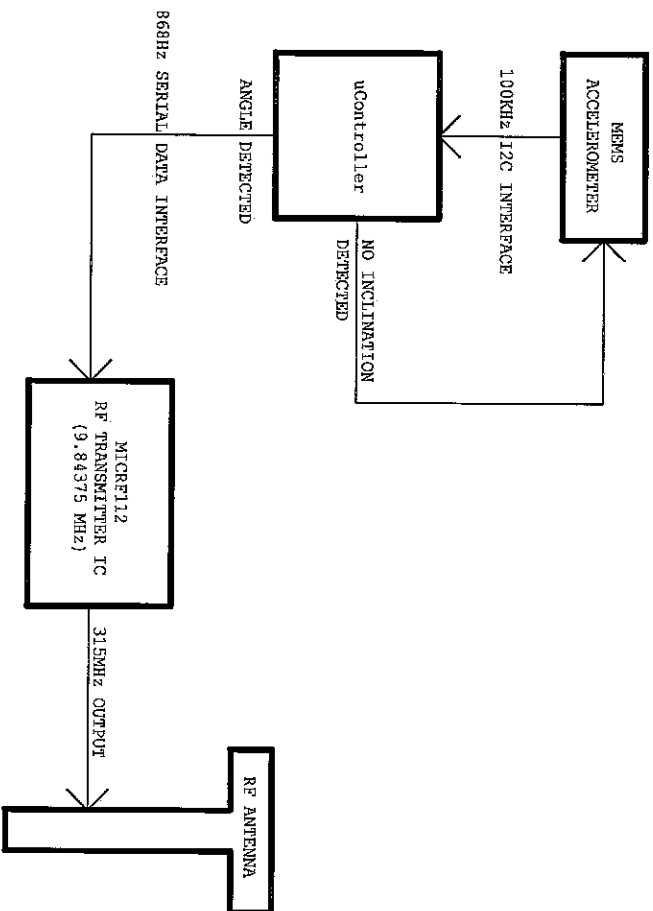 MEMS
ACCELEROMETER
100KHz I2C INTERFACE
uController
NO INCLINATION
DETECTED
ANGLE DETECTED
868Hz SERIAL DATA INTERFACE
MICRF112
RF TRANSMITTER IC
(9.84375 MHz)
315MHz OUTPUT
RF ANTENNA